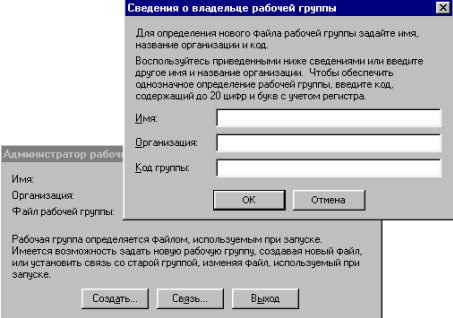 Сведения о владельце рабочей группы
Для определения нового файла рабочей группы задайте имя,
название организации и код.
Воспользуйтесь приведенными ниже сведениями или введите
другое имя и название организации. Чтобы обеспечить
однозначное определение рабочей группы, введите код,
содержащий до 20 цифр и букв с учетом регистра.
Имя:
Организация:
Код группы:
OK Отмена
Администратор рабоч
Имя:
Организация:
Файл рабочей группы:
Рабочая группа определяется файлом, используемым при запуске.
Имеется возможность задать новую рабочую группу, создавая новый файл,
или установить связь со старой группой, изменяя файл, используемый при
запуске.
Создать... Связь... Выход